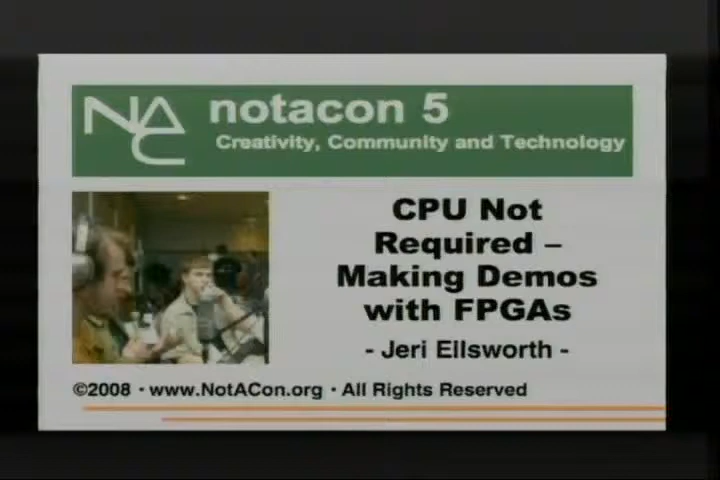 NAC
notacon 5
Creativity, Community and Technology
CPU Not
Required –
Making Demos
with FPGAs
- Jeri Ellsworth -
©2008 · www.NotACon.org · All Rights Reserved